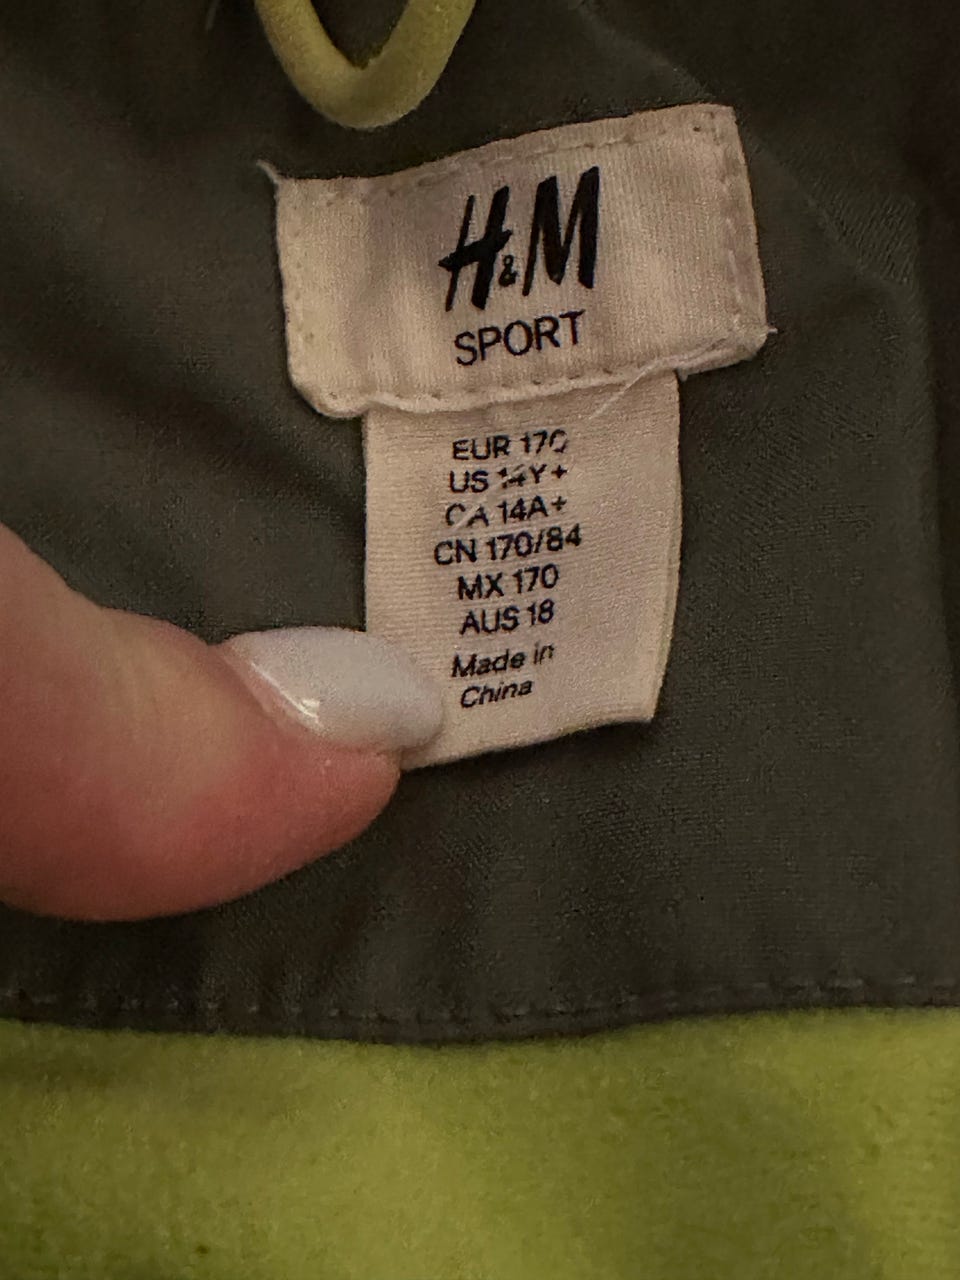 H&M
SPORT
EUR 170
US 14Y+
CA 14A+
CN 170/84
MX 170
AUS 18
Made in
China